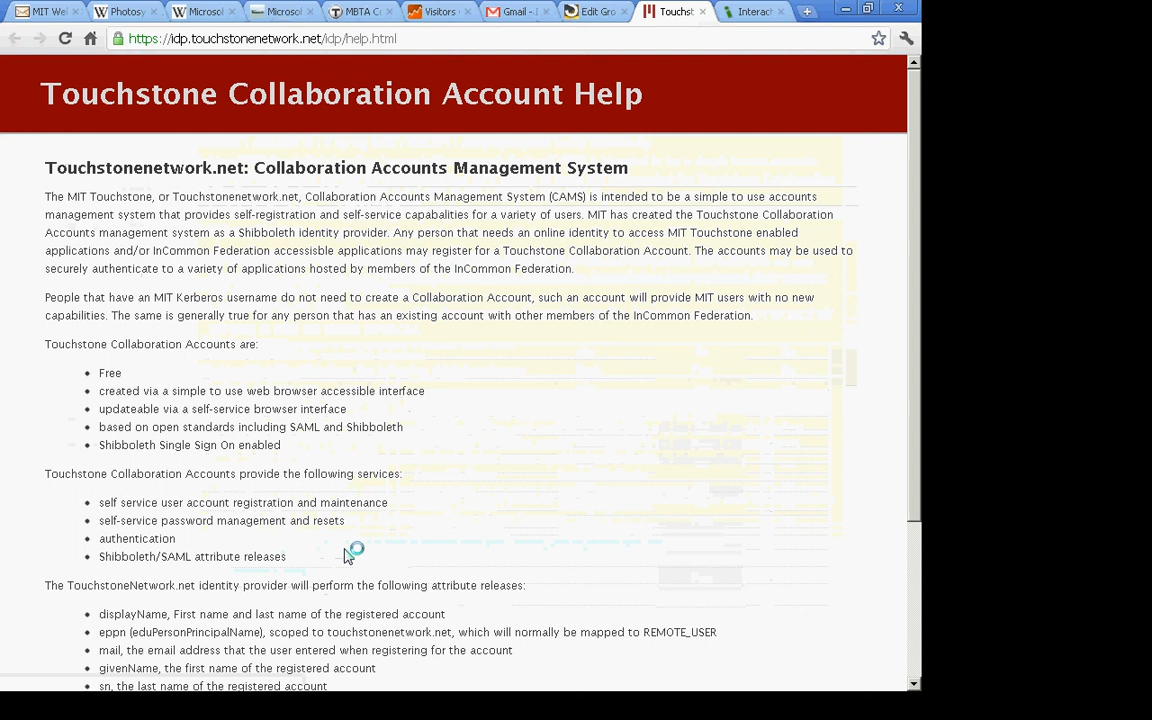 MIT Wel
Photosy
Microso
Microso
MBTA Co
Visitors
Gmail -
Edit Gro
Touchst
Interact
https://idp.touchstonenetwork.net/idp/help.html
Touchstone Collaboration Account Help
Touchstonenetwork.net: Collaboration Accounts Management System
The MIT Touchstone, or Touchstonenetwork.net, Collaboration Accounts Management System (CAMS) is intended to be a simple to use accounts
management system that provides self-registration and self-service capabalities for a variety of users. MIT has created the Touchstone Collaboration
Accounts management system as a Shibboleth identity provider. Any person that needs an online identity to access MIT Touchstone enabled
applications and/or InCommon Federation accessisble applications may register for a Touchstone Collaboration Account. The accounts may be used to
securely authenticate to a variety of applications hosted by members of the InCommon Federation.
People that have an MIT Kerberos username do not need to create a Collaboration Account, such an account will provide MIT users with no new
capabilities. The same is generally true for any person that has an existing account with other members of the InCommon Federation.
Touchstone Collaboration Accounts are:
• Free
• created via a simple to use web browser accessible interface
• updateable via a self-service browser interface
• based on open standards including SAML and Shibboleth
• Shibboleth Single Sign On enabled
Touchstone Collaboration Accounts provide the following services:
• self service user account registration and maintenance
• self-service password management and resets
• authentication
• Shibboleth/SAML attribute releases
The TouchstoneNetwork.net identity provider will perform the following attribute releases:
• displayName, First name and last name of the registered account
• eppn (eduPersonPrincipalName), scoped to touchstonenetwork.net, which will normally be mapped to REMOTE_USER
• mail, the email address that the user entered when registering for the account
• givenName, the first name of the registered account
• sn, the last name of the registered account